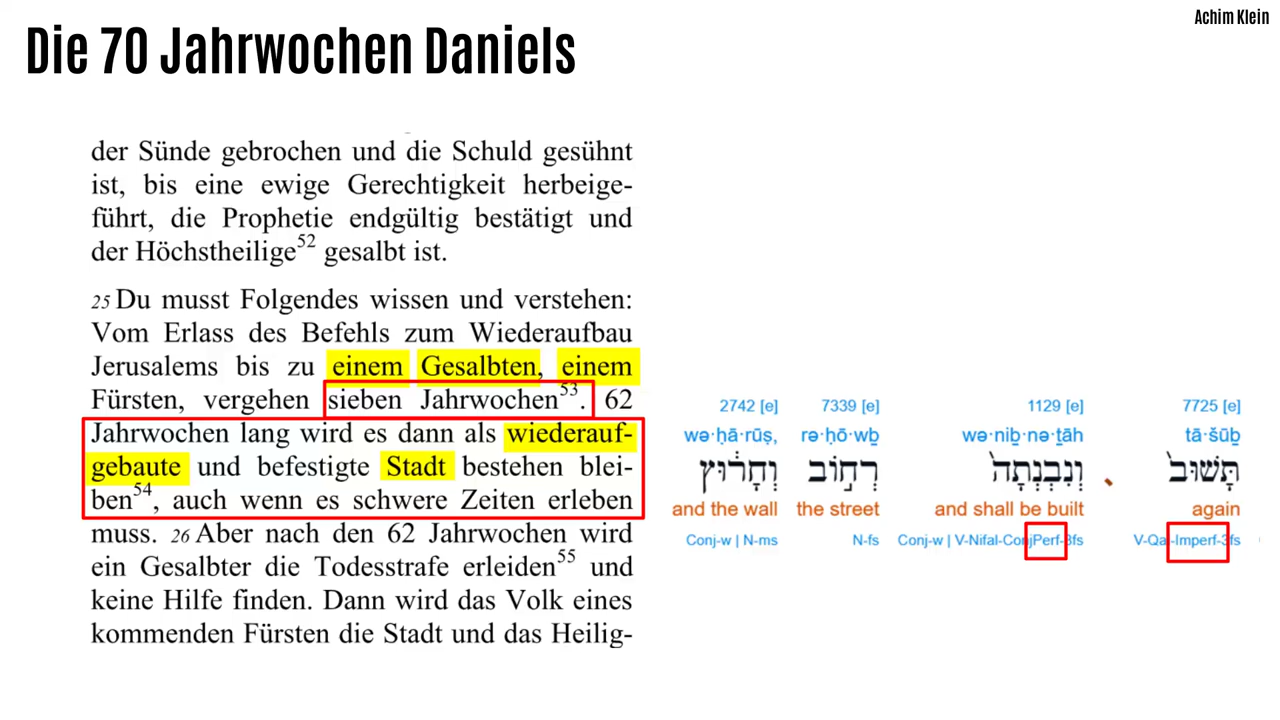 Achim Klein
Die 70 Jahrwochen Daniels
der Sünde gebrochen und die Schuld gesühnt
ist, bis eine ewige Gerechtigkeit herbeige-
führt, die Prophetie endgültig bestätigt und
der Höchstheilige52 gesalbt ist.
25 Du musst Folgendes wissen und verstehen:
Vom Erlass des Befehls zum Wiederaufbau
Jerusalems bis zu einem Gesalbten, einem
Fürsten, vergehen sieben Jahrwochen53. 62
Jahrwochen lang wird es dann als wiederauf-
gebaute und befestigte Stadt bestehen blei-
ben54, auch wenn es schwere Zeiten erleben
muss. 26 Aber nach den 62 Jahrwochen wird
ein Gesalbter die Todesstrafe erleiden55 und
keine Hilfe finden. Dann wird das Volk eines
kommenden Fürsten die Stadt und das Heilig-
2742 [e] 7339 [e] 1129 [e] 7725 [e]
wə·ḥā·rūṣ, rə·ḥō·wḇ wə·niḇ·nə·ṯāh tā·šūḇ
וְחָר֔וּץ רְח֣וֹב וְנִבְנְתָה֙ תָּשׁוּב֙
and the wall the street and shall be built again
Conj-w | N-ms N-fs Conj-w | V-Nifal-ConjPerf-3fs V-Qal-Imperf-3fs